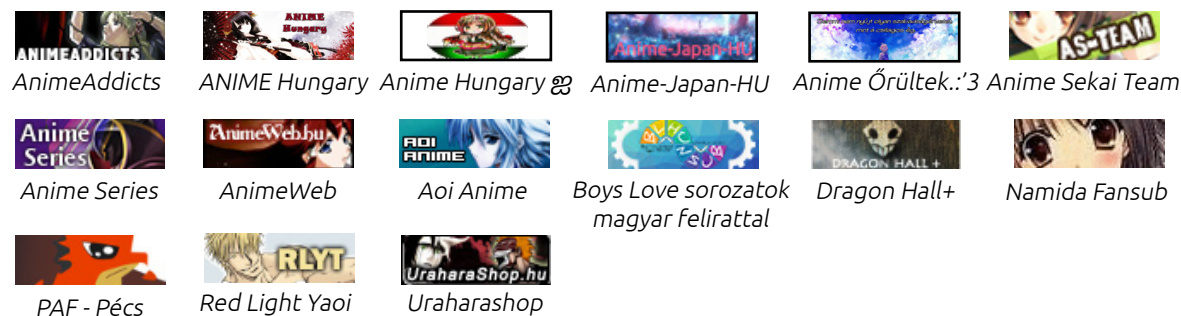 ANIMEADDICTS
ANIME
Hungary
Anime-Japan-HU
AS-TEAM
AnimeAddicts
ANIME Hungary
Anime Hungary ஐ
Anime-Japan-HU
Anime Őrültek.:’3
Anime Sekai Team
Anime
Series
AnimeWeb.hu
AOI
ANIME
DRAGON HALL +
Anime Series
AnimeWeb
Aoi Anime
Boys Love sorozatok
magyar felirattal
Dragon Hall+
Namida Fansub
RLYT
UraharaShop.hu
PAF - Pécs
Red Light Yaoi
Uraharashop